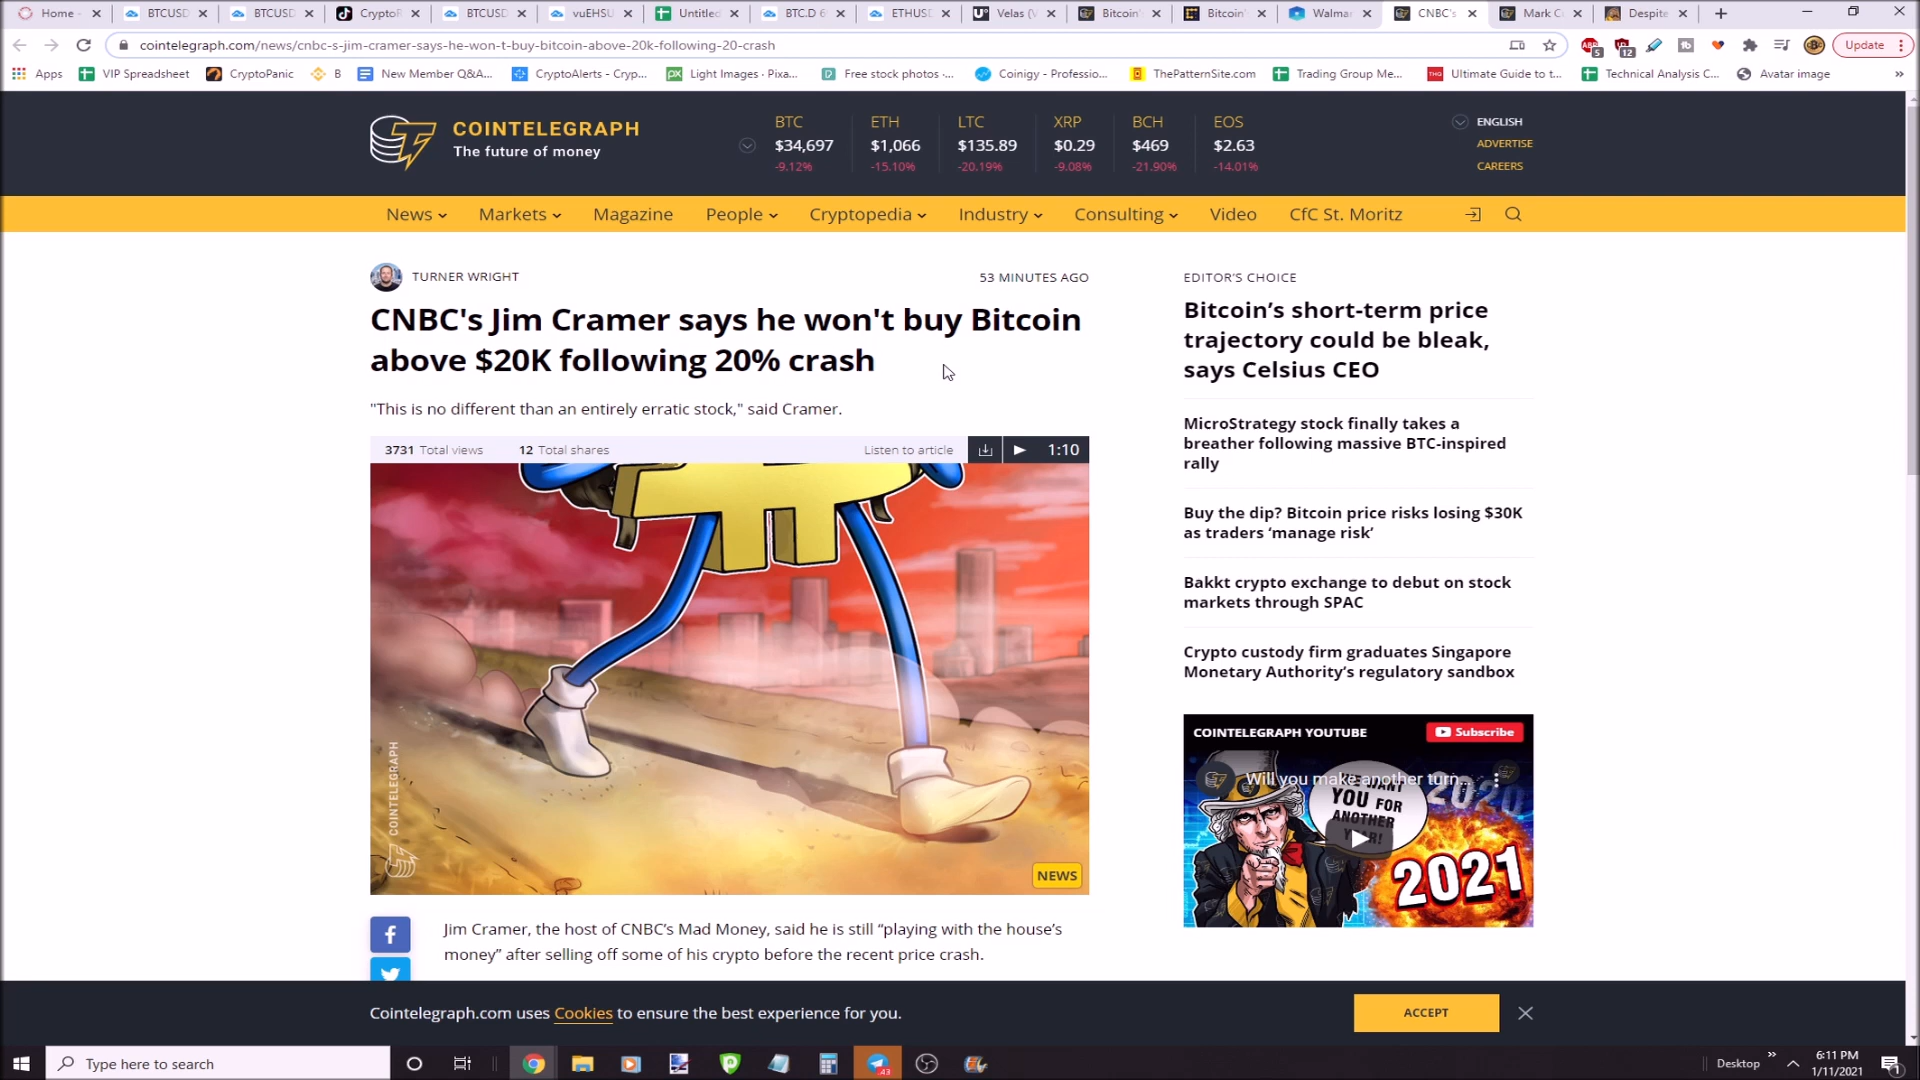 Home -
BTCUSD
BTCUSD
CryptoR
BTCUSD
vuEHSU
Untitled
BTC.D 6
ETHUSD
Velas (V
Bitcoin'
Bitcoin'
Walmar
CNBC's
Mark C
Despite
cointelegraph.com/news/cnbc-s-jim-cramer-says-he-won-t-buy-bitcoin-above-20k-following-20-crash
ABP
5
12
Update
Apps
VIP Spreadsheet
CryptoPanic
B
New Member Q&A...
CryptoAlerts - Cryp...
Light Images · Pixa...
Free stock photos -...
Coinigy - Professio...
ThePatternSite.com
Trading Group Me...
Ultimate Guide to t...
Technical Analysis C...
Avatar image
»
COINTELEGRAPH
The future of money
BTC ETH LTC XRP BCH EOS
$34,697 $1,066 $135.89 $0.29 $469 $2.63
-9.12% -15.10% -20.19% -9.08% -21.90% -14.01%
ENGLISH
ADVERTISE
CAREERS
News Markets Magazine People Cryptopedia Industry Consulting Video CfC St. Moritz
TURNER WRIGHT
53 MINUTES AGO
CNBC's Jim Cramer says he won't buy Bitcoin
above $20K following 20% crash
"This is no different than an entirely erratic stock," said Cramer.
3731 Total views 12 Total shares
Listen to article 1:10
COINTELEGRAPH
NEWS
Jim Cramer, the host of CNBC’s Mad Money, said he is still “playing with the house’s
money” after selling off some of his crypto before the recent price crash.
EDITOR’S CHOICE
Bitcoin’s short-term price
trajectory could be bleak,
says Celsius CEO
MicroStrategy stock finally takes a
breather following massive BTC-inspired
rally
Buy the dip? Bitcoin price risks losing $30K
as traders ‘manage risk’
Bakkt crypto exchange to debut on stock
markets through SPAC
Crypto custody firm graduates Singapore
Monetary Authority’s regulatory sandbox
COINTELEGRAPH YOUTUBE
Subscribe
Will you make another turn...
WANT
YOU FOR
ANOTHER
YEAR!
2020
2021
Cointelegraph.com uses Cookies to ensure the best experience for you.
ACCEPT
Type here to search
Desktop
»
6:11 PM
1/11/2021
1